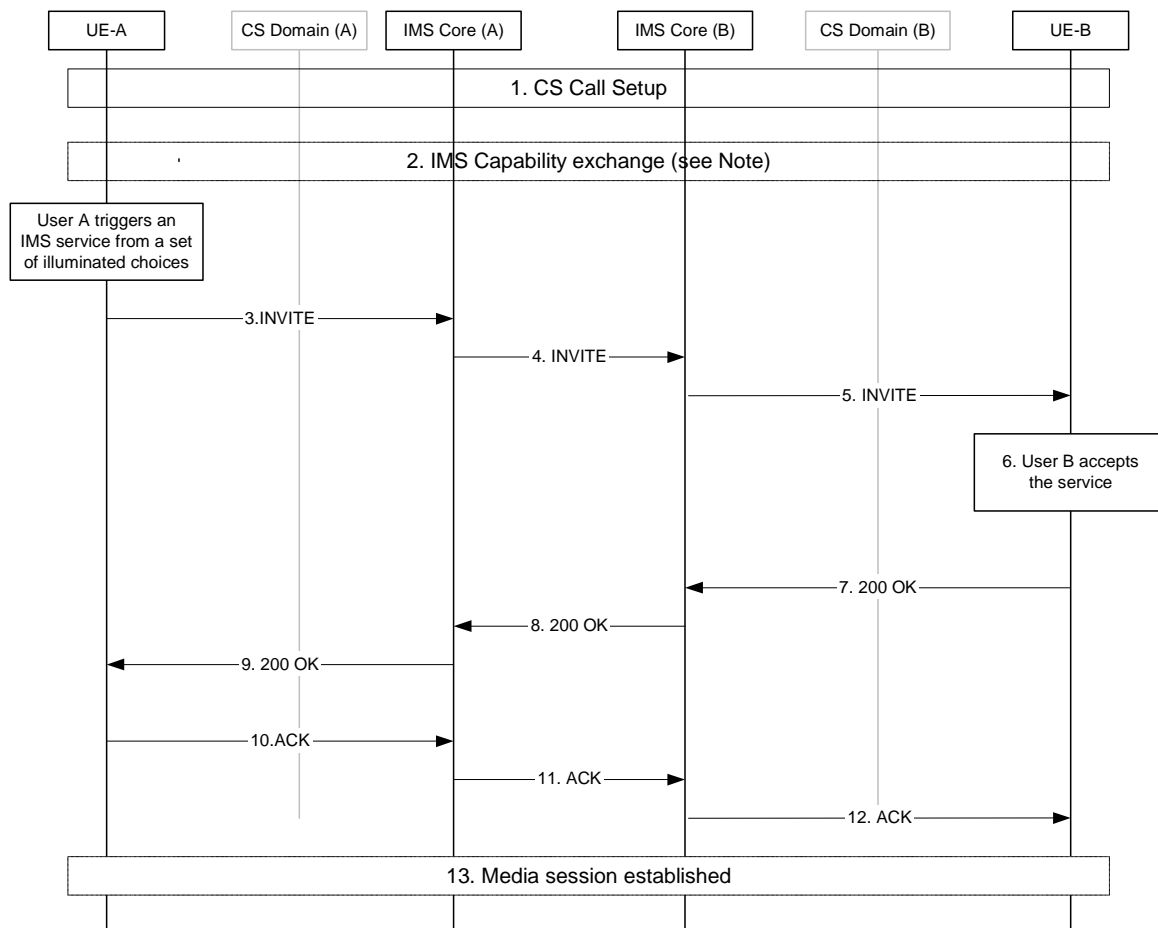 UE-A
CS Domain (A)
IMS Core (A)
IMS Core (B)
CS Domain (B)
UE-B
1. CS Call Setup
2. IMS Capability exchange (see Note)
User A triggers an
IMS service from a set
of illuminated choices
3.INVITE
4. INVITE
5. INVITE
6. User B accepts
the service
7. 200 OK
8. 200 OK
9. 200 OK
10.ACK
11. ACK
12. ACK
13. Media session established